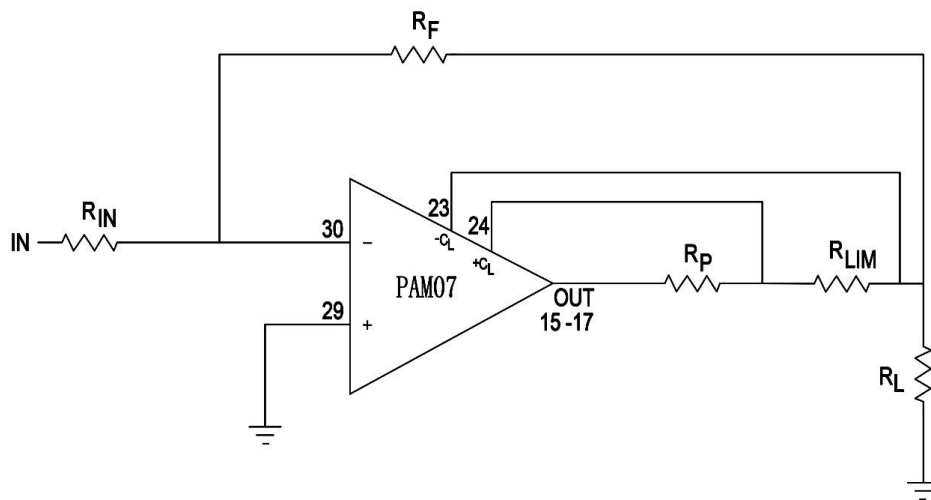 RF
RIN
IN
30
−
29
+
PAM07
23
-CL
24
+CL
OUT
15-17
RP
RLIM
RL